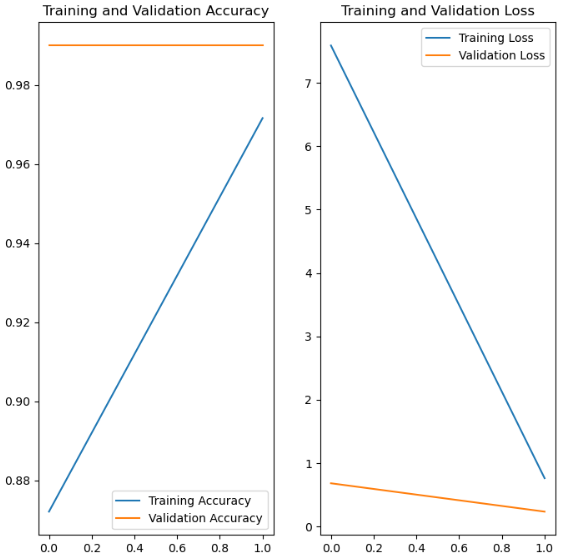 Training and Validation Accuracy
0.98
0.96
0.94
0.92
0.90
0.88
0.0 0.2 0.4 0.6 0.8 1.0
Training Accuracy
Validation Accuracy
Training and Validation Loss
Training Loss
Validation Loss
7
6
5
4
3
2
1
0
0.0 0.2 0.4 0.6 0.8 1.0